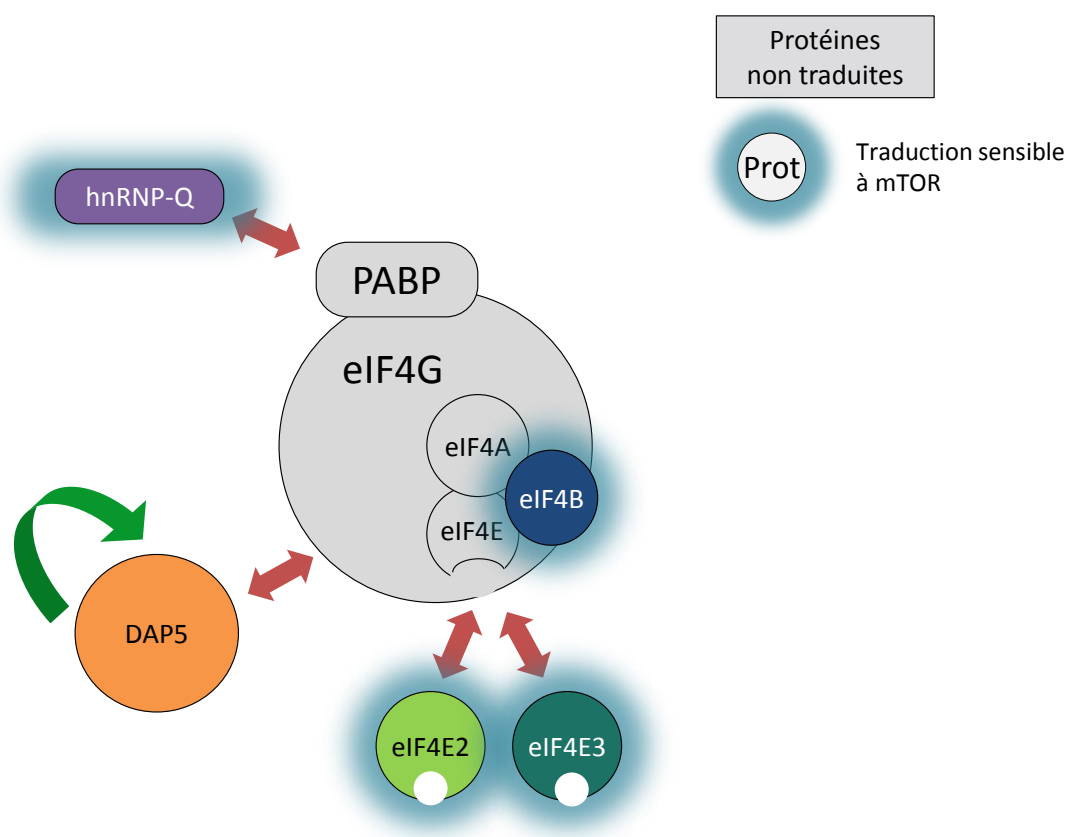 Protéines
non traduites
Prot
Traduction sensible
à mTOR
hnRNP-Q
PABP
eIF4G
eIF4A
eIF4B
eIF4E
DAP5
eIF4E2
eIF4E3